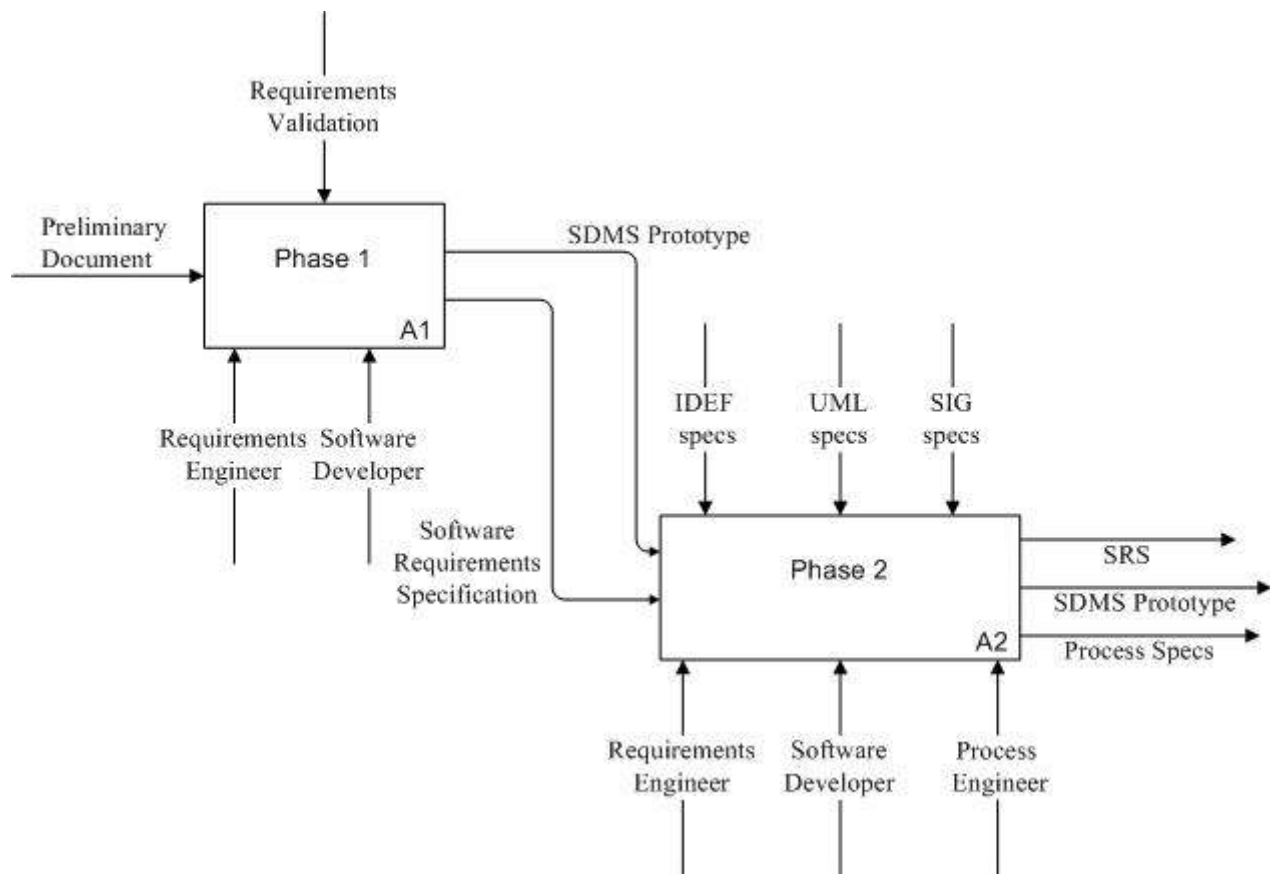 Requirements
Validation
Preliminary
Document
Phase 1
A1
SDMS Prototype
Requirements
Engineer
Software
Developer
Software
Requirements
Specification
IDEF
specs
UML
specs
SIG
specs
Phase 2
A2
SRS
SDMS Prototype
Process Specs
Requirements
Engineer
Software
Developer
Process
Engineer